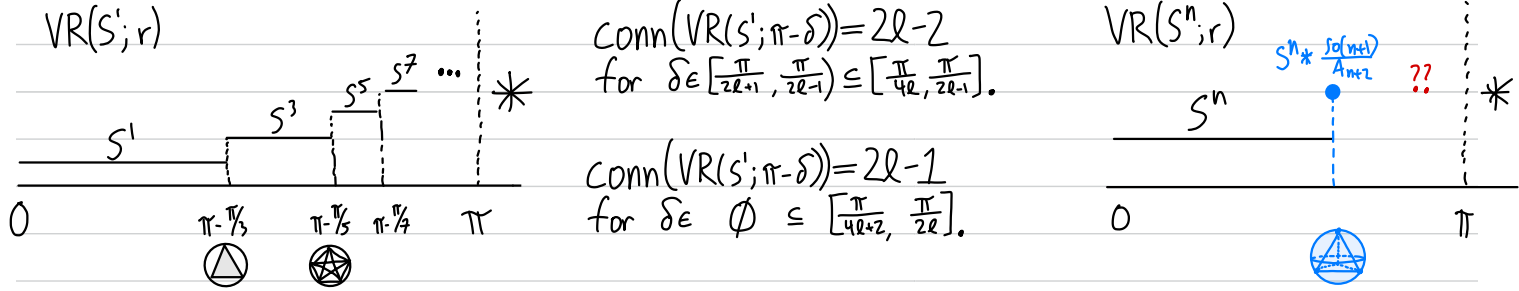 VR(S¹; r)
S¹
S³
S⁵
S⁷ ...
*
0
π-π/3
π-π/5
π-π/7
π
conn(VR(S¹; π-δ)) = 2ℓ-2
for δ∈[π/(2ℓ+1), π/(2ℓ-1)) ⊆ [π/4ℓ, π/(2ℓ-1)].
conn(VR(S¹; π-δ)) = 2ℓ-1
for δ∈ ∅ ⊆ [π/(4ℓ+2), π/2ℓ].
VR(Sⁿ; r)
Sⁿ
Sⁿ * SO(n+1)/A_{n+2}
??
*
0
π